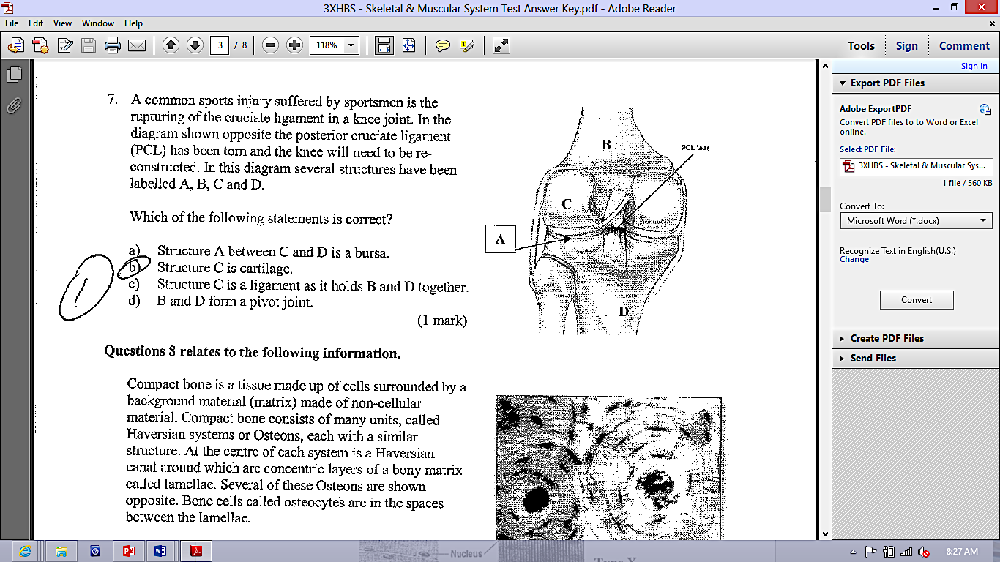 3XHBS - Skeletal & Muscular System Test Answer Key.pdf - Adobe Reader
File Edit View Window Help
3 / 8 118% Tools Sign Comment
Sign In
Export PDF Files
Adobe ExportPDF
Convert PDF files to to Word or Excel
online.
Select PDF File:
3XHBS - Skeletal & Muscular Sys...
1 file / 560 KB
Convert To:
Microsoft Word (*.docx)
Recognize Text in English(U.S.)
Change
Convert
Create PDF Files
Send Files
7. A common sports injury suffered by sportsmen is the
rupturing of the cruciate ligament in a knee joint. In the
diagram shown opposite the posterior cruciate ligament
(PCL) has been torn and the knee will need to be re-
constructed. In this diagram several structures have been
labelled A, B, C and D.
Which of the following statements is correct?
a) Structure A between C and D is a bursa.
b) Structure C is cartilage.
c) Structure C is a ligament as it holds B and D together.
d) B and D form a pivot joint.
(1 mark)
1
B
PCL tear
C
A
D
Questions 8 relates to the following information.
Compact bone is a tissue made up of cells surrounded by a
background material (matrix) made of non-cellular
material. Compact bone consists of many units, called
Haversian systems or Osteons, each with a similar
structure. At the centre of each system is a Haversian
canal around which are concentric layers of a bony matrix
called lamellae. Several of these Osteons are shown
opposite. Bone cells called osteocytes are in the spaces
between the lamellae.
Nucleus
8:27 AM